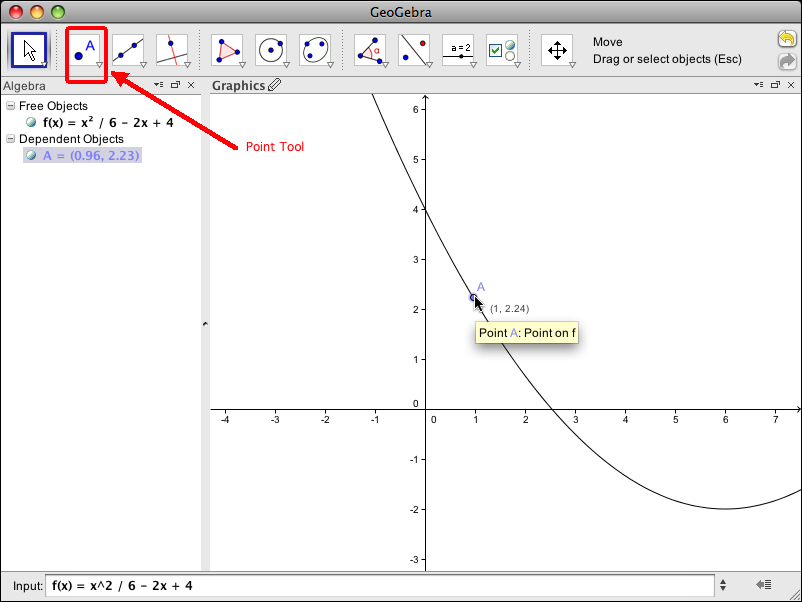 GeoGebra
A
α
a = 2
Move
Drag or select objects (Esc)
Algebra
Graphics
Free Objects
f(x) = x² / 6 – 2x + 4
Dependent Objects
A = (0.96, 2.23)
Point Tool
6
5
4
3
A
2
(1, 2.24)
Point A: Point on f
1
0
-4 -3 -2 -1 0 1 2 3 4 5 6 7
-1
-2
-3
Input: f(x) = x^2 / 6 – 2x + 4